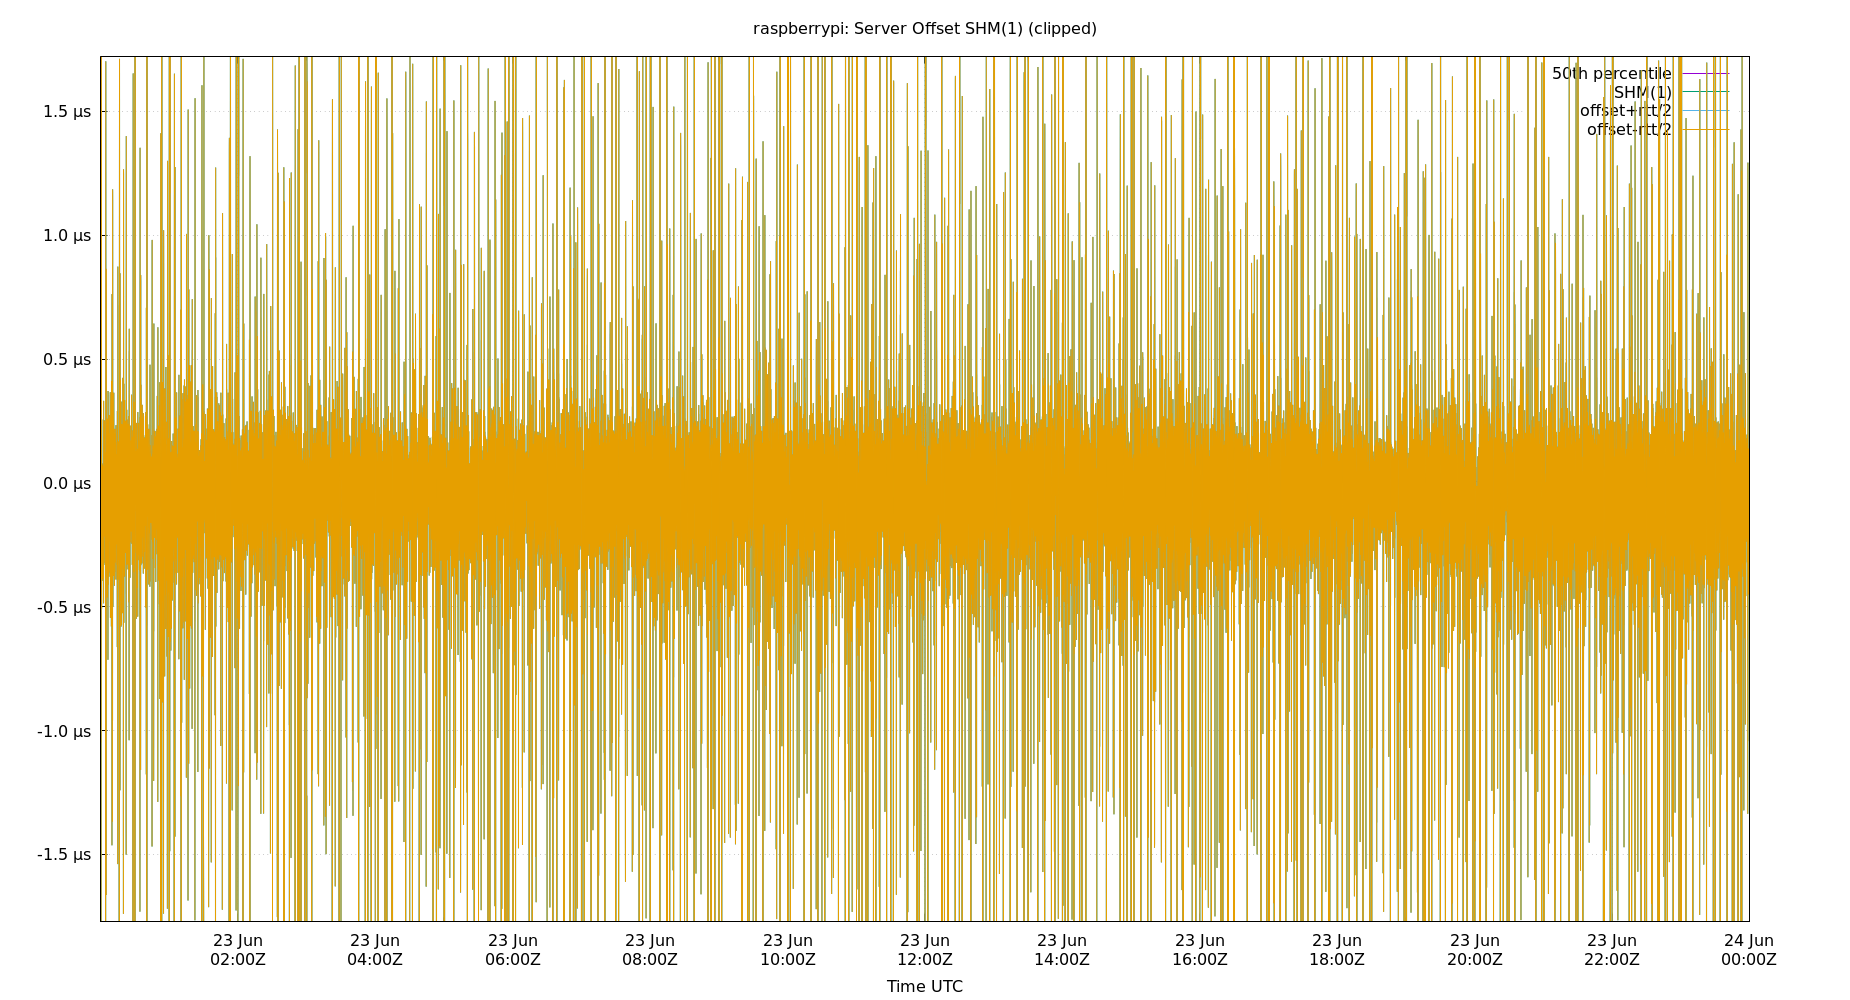 raspberrypi: Server Offset SHM(1) (clipped)
50th percentile
SHM(1)
offset+rtt/2
offset-rtt/2
1.5 µs
1.0 µs
0.5 µs
0.0 µs
-0.5 µs
-1.0 µs
-1.5 µs
23 Jun 23 Jun 23 Jun 23 Jun 23 Jun 23 Jun 23 Jun 23 Jun 23 Jun 23 Jun 23 Jun 24 Jun
02:00Z 04:00Z 06:00Z 08:00Z 10:00Z 12:00Z 14:00Z 16:00Z 18:00Z 20:00Z 22:00Z 00:00Z
Time UTC